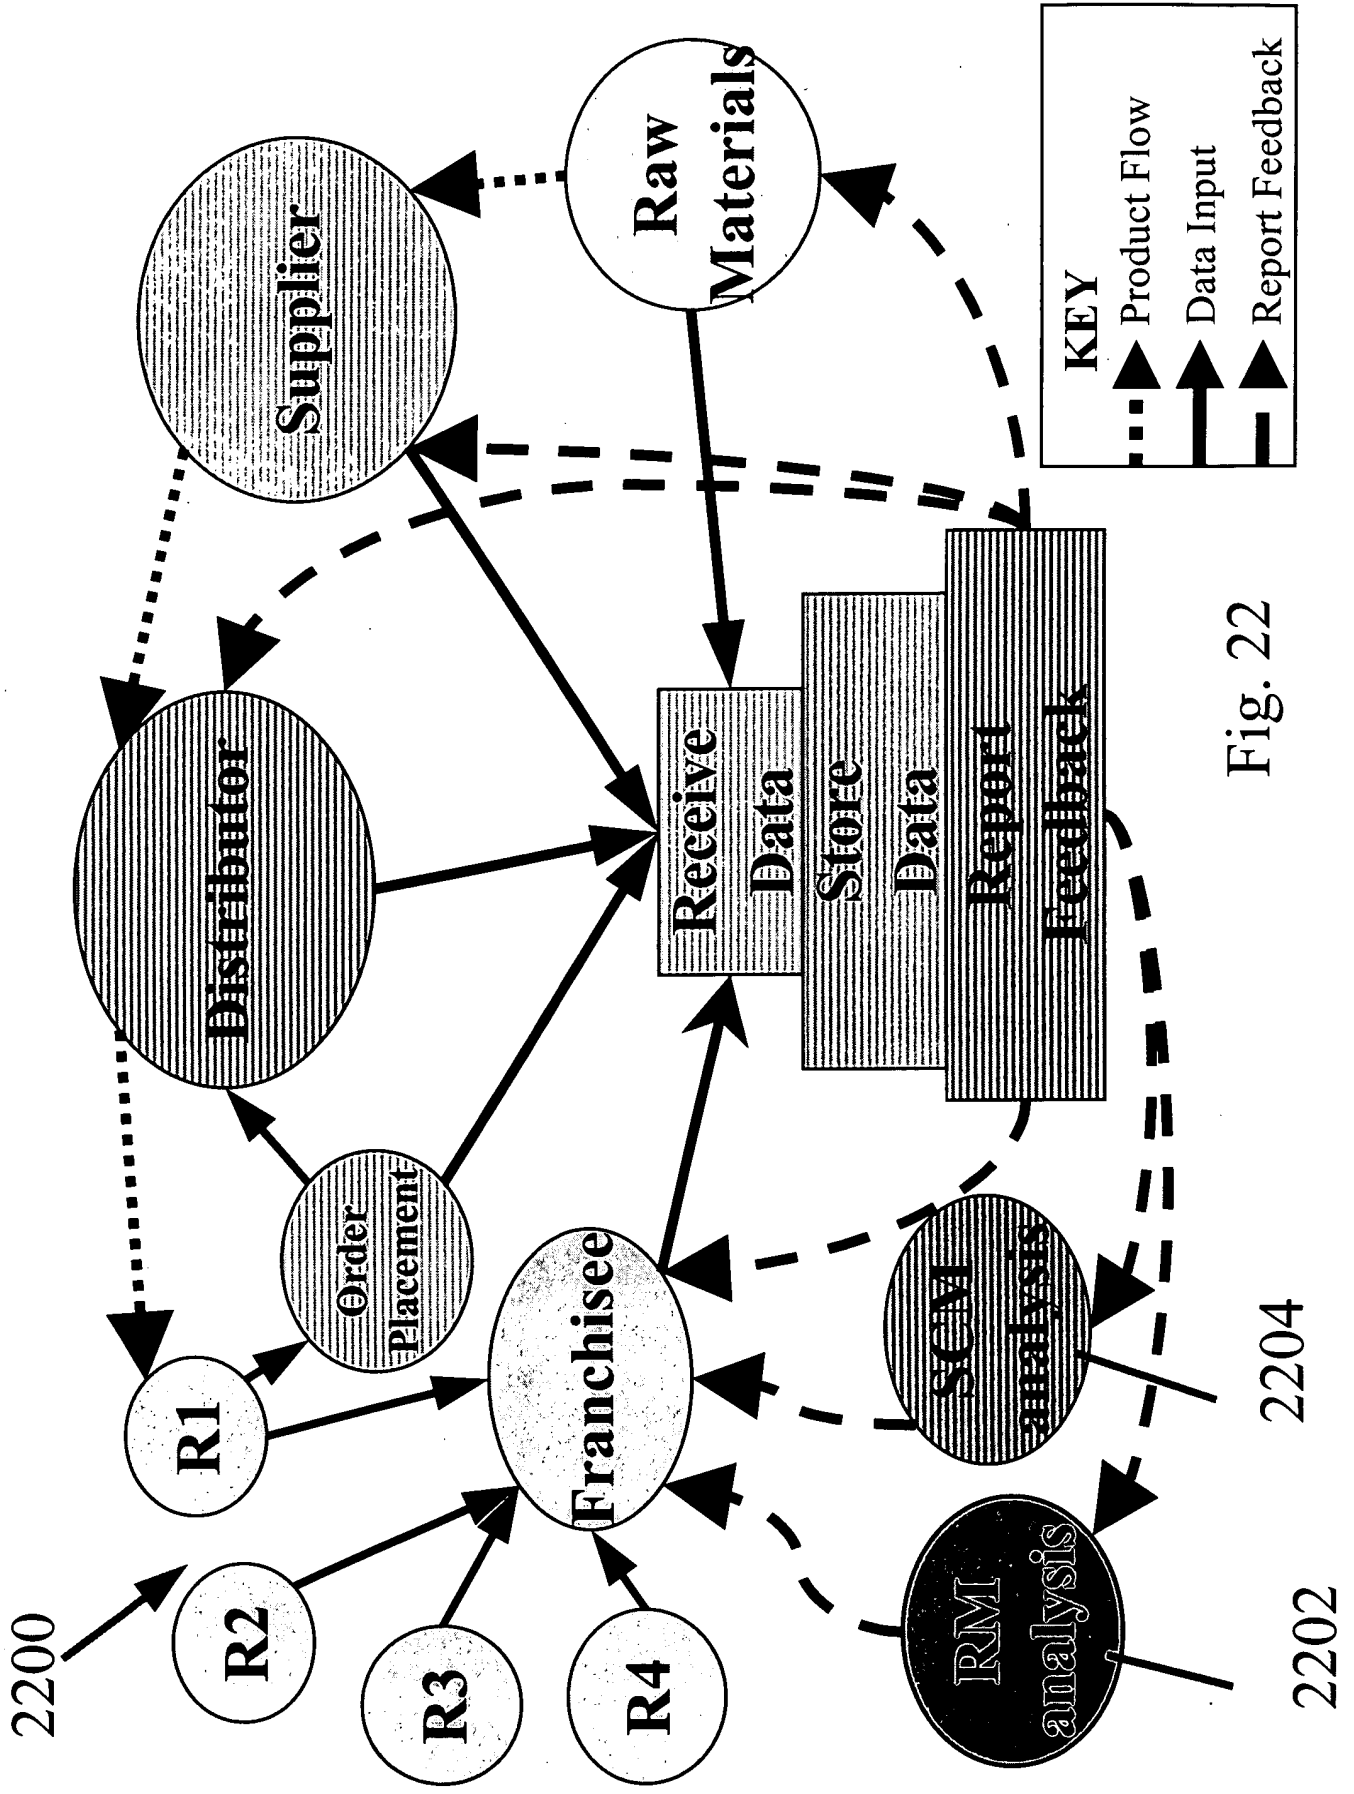 2200
R1
R2
R3
R4
Order
Placement
Distributor
Supplier
Raw
Materials
Franchisee
Receive
Data
Store
Data
Report
Feedback
SCM
analysis
RM
analysis
2202
2204
KEY
Product Flow
Data Input
Report Feedback
Fig. 22